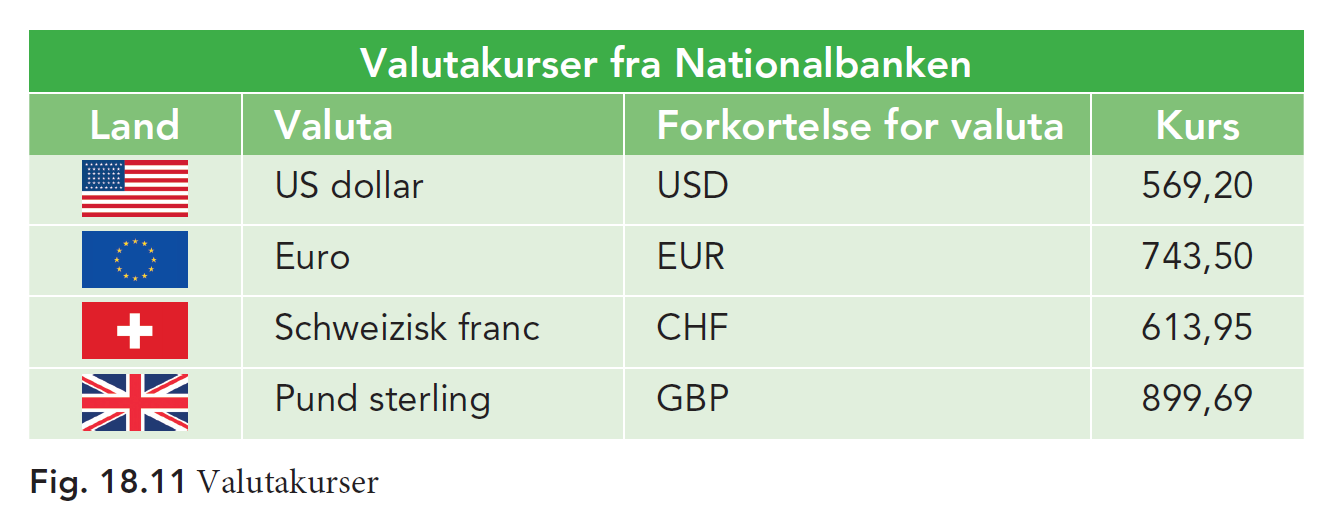 Valutakurser fra Nationalbanken
Land Valuta Forkortelse for valuta Kurs
US dollar USD 569,20
Euro EUR 743,50
Schweizisk franc CHF 613,95
Pund sterling GBP 899,69
Fig. 18.11 Valutakurser